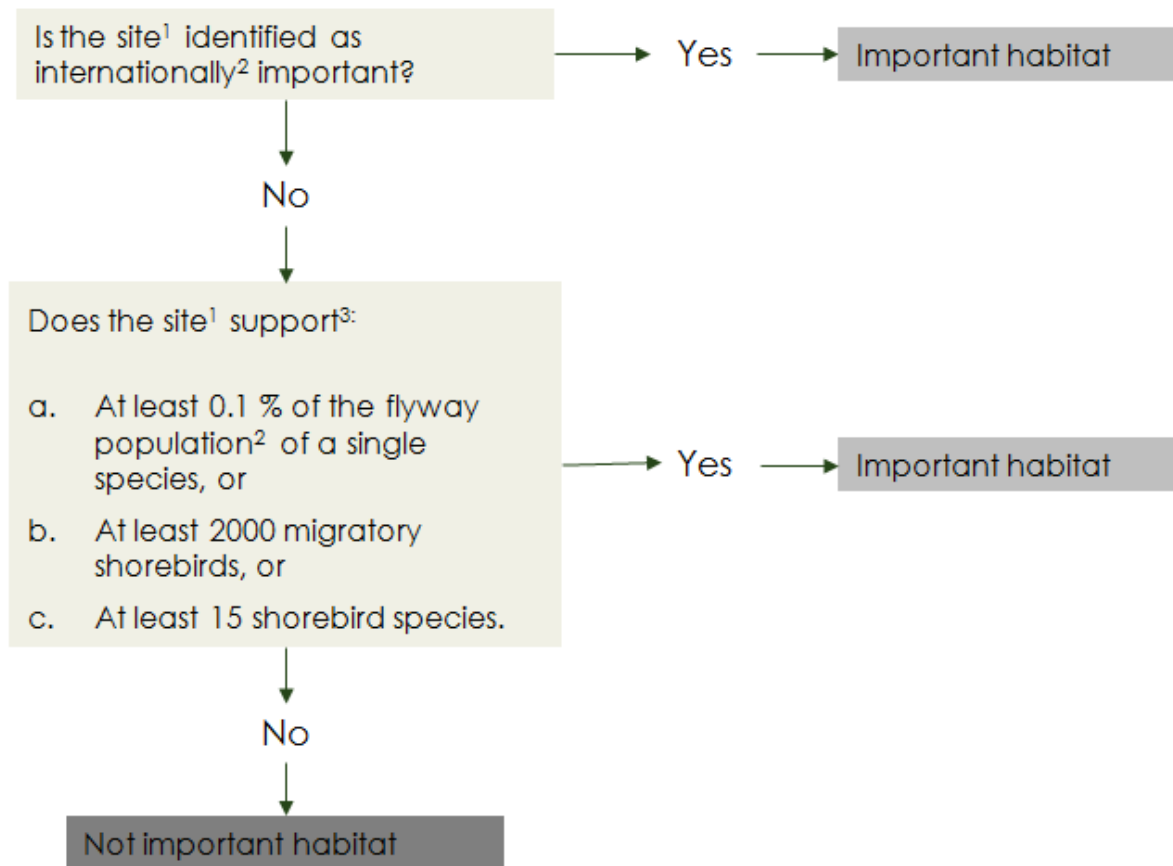 Is the site¹ identified as
internationally² important?
Yes
Important habitat
No
Does the site¹ support³:
a. At least 0.1 % of the flyway
population² of a single
species, or
b. At least 2000 migratory
shorebirds, or
c. At least 15 shorebird species.
Yes
Important habitat
No
Not important habitat